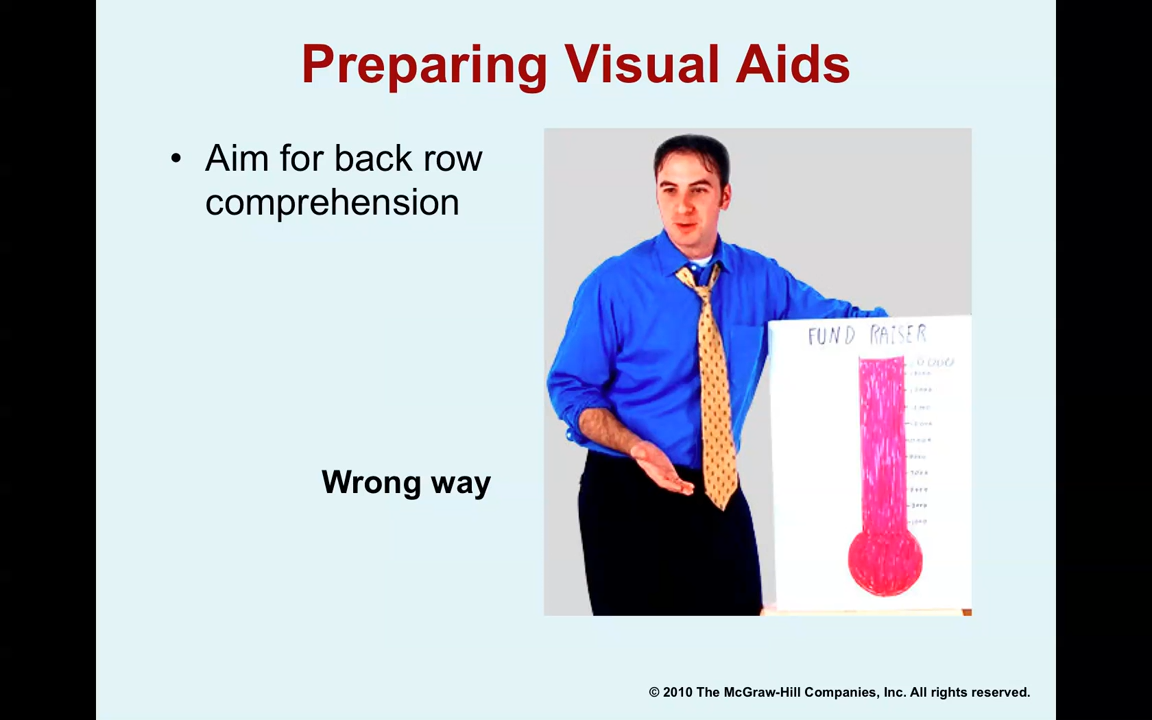 Preparing Visual Aids
• Aim for back row
comprehension
FUND RAISER
Wrong way
© 2010 The McGraw-Hill Companies, Inc. All rights reserved.